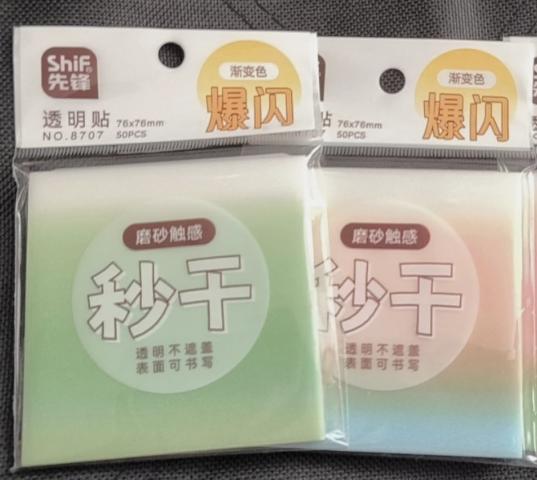 ShiF®
先锋
渐变色
爆闪
透明贴 76x76mm
NO.8707 50PCS
磨砂触感
秒干
透明不遮盖
表面可书写
渐变色
爆闪
贴 76x76mm
50PCS
磨砂触感
秒干
透明不遮盖
表面可书写